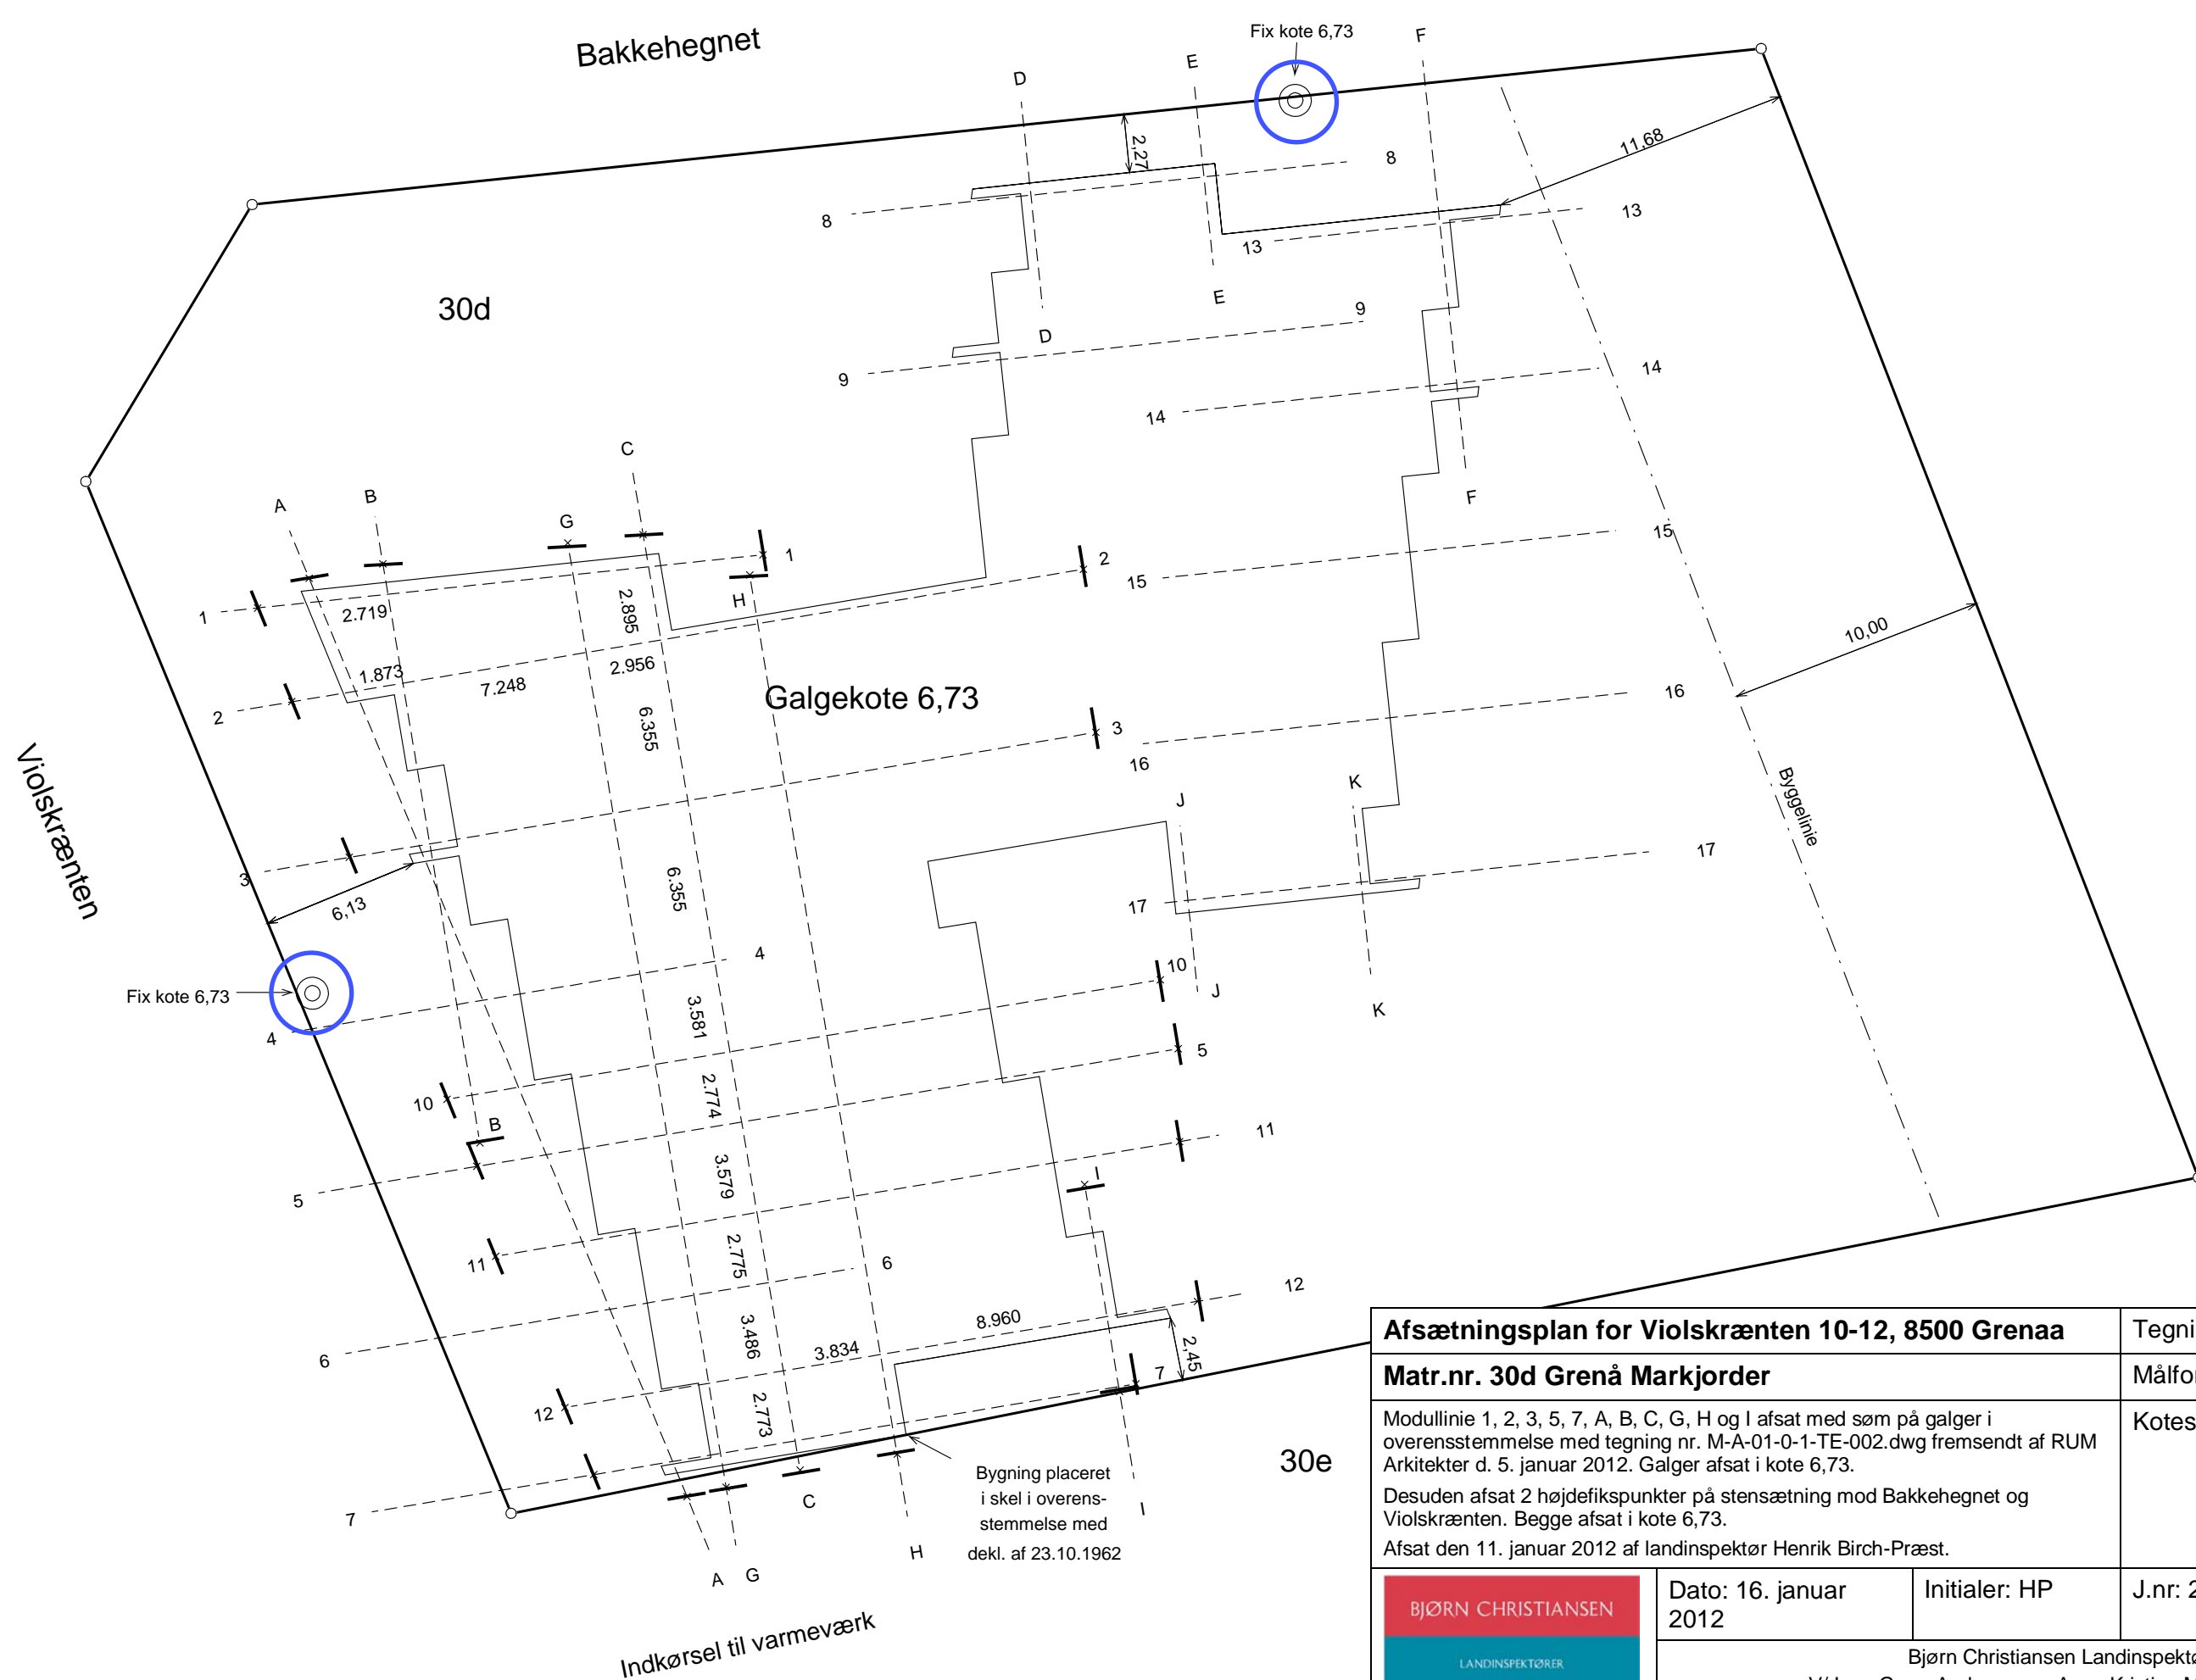 Bakkehegnet
Fix kote 6,73
F
E
D
2,27
11,68
8
8
13
13
E
D
30d
9
9
14
14
F
C
B
A
G
1
1
H
2
2
15
15
2.719
2.895
1.873
7.248
2.956
6.355
Galgekote 6,73
3
3
16
16
10,00
Byggelinie
Violskrænten
J
K
6,13
6.355
17
17
4
4
Fix kote 6,73
10
10
J
K
3.581
5
5
2.774
B
11
11
I
3.579
2.775
6
6
12
12
8.960
3.834
3.486
2,45
2.773
7
7
30e
C
H
I
A
G
Bygning placeret
i skel i overens-
stemmelse med
dekl. af 23.10.1962
Indkørsel til varmeværk
Afsætningsplan for Violskrænten 10-12, 8500 Grenaa
Tegni
Matr.nr. 30d Grenå Markjorder
Målfor
Modullinie 1, 2, 3, 5, 7, A, B, C, G, H og I afsat med søm på galger i
overensstemmelse med tegning nr. M-A-01-0-1-TE-002.dwg fremsendt af RUM
Arkitekter d. 5. januar 2012. Galger afsat i kote 6,73.
Kotes
Desuden afsat 2 højdefikspunkter på stensætning mod Bakkehegnet og
Violskrænten. Begge afsat i kote 6,73.
Afsat den 11. januar 2012 af landinspektør Henrik Birch-Præst.
BJØRN CHRISTIANSEN
LANDINSPEKTØRER
Dato: 16. januar
2012
Initialer: HP
J.nr: 2
Bjørn Christiansen Landinspektø